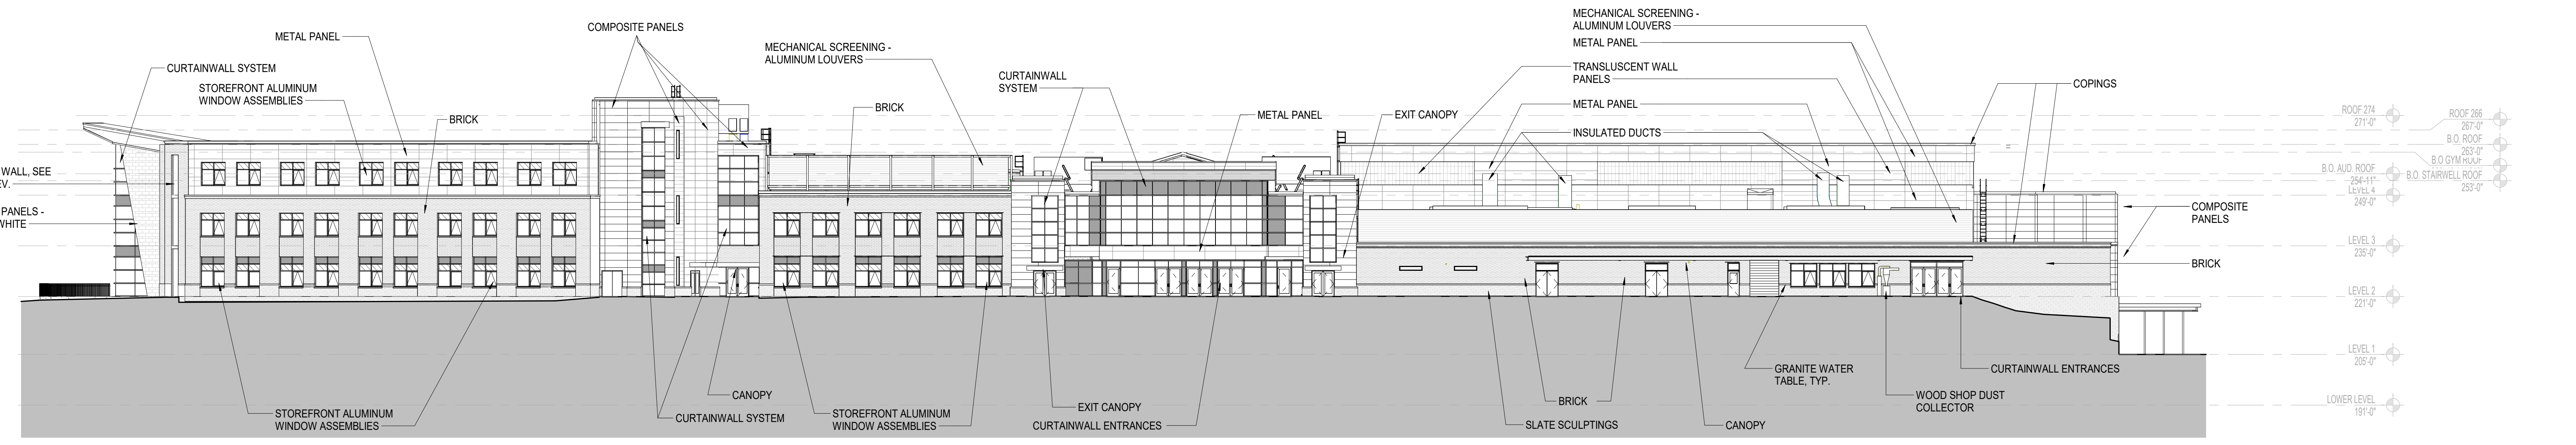 MECHANICAL SCREENING -
ALUMINUM LOUVERS
COMPOSITE PANELS
METAL PANEL
METAL PANEL
MECHANICAL SCREENING -
ALUMINUM LOUVERS
CURTAINWALL SYSTEM
TRANSLUSCENT WALL
PANELS
CURTAINWALL
SYSTEM
STOREFRONT ALUMINUM
WINDOW ASSEMBLIES
COPINGS
BRICK
METAL PANEL
BRICK
METAL PANEL
EXIT CANOPY
INSULATED DUCTS
ROOF 274
271'-0"
ROOF 266
267'-0"
B.O. ROOF
263'-0"
B.O GYM ROOF
B.O. AUD. ROOF
254'-11"
B.O. STAIRWELL ROOF
253'-0"
LEVEL 4
249'-0"
WALL, SEE
EV.
PANELS -
WHITE
COMPOSITE
PANELS
LEVEL 3
235'-0"
BRICK
LEVEL 2
221'-0"
LEVEL 1
205'-0"
GRANITE WATER
TABLE, TYP.
CURTAINWALL ENTRANCES
CANOPY
WOOD SHOP DUST
COLLECTOR
BRICK
LOWER LEVEL
191'-0"
EXIT CANOPY
STOREFRONT ALUMINUM
WINDOW ASSEMBLIES
CURTAINWALL SYSTEM
STOREFRONT ALUMINUM
WINDOW ASSEMBLIES
CURTAINWALL ENTRANCES
SLATE SCULPTINGS
CANOPY